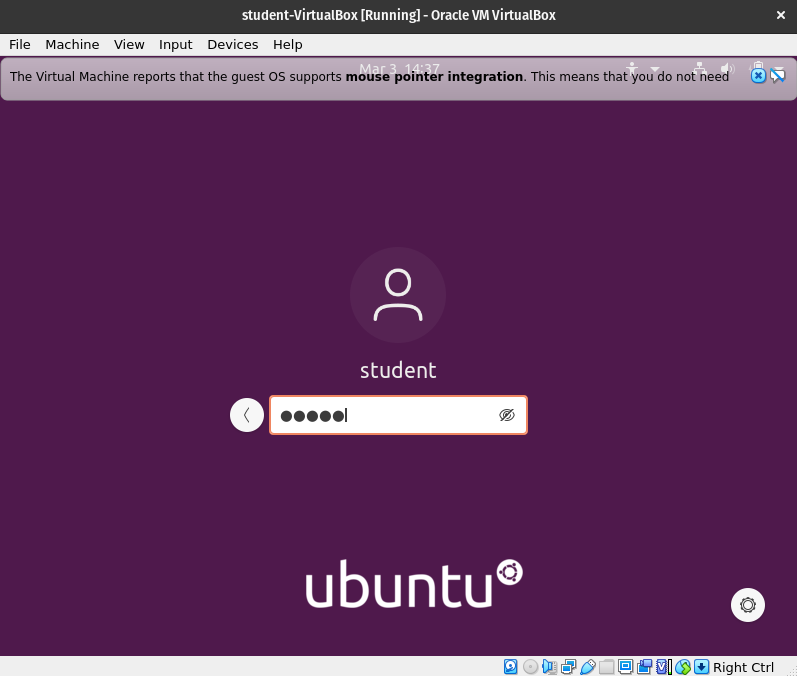 student-VirtualBox [Running] - Oracle VM VirtualBox
File Machine View Input Devices Help
Mar 3 14:37
The Virtual Machine reports that the guest OS supports mouse pointer integration. This means that you do not need
student
ubuntu
Right Ctrl